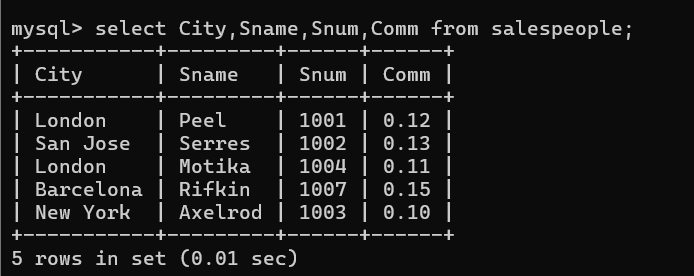 mysql> select City,Sname,Snum,Comm from salespeople;
+-----------+---------+------+------+
| City      | Sname   | Snum | Comm |
+-----------+---------+------+------+
| London    | Peel    | 1001 | 0.12 |
| San Jose  | Serres  | 1002 | 0.13 |
| London    | Motika  | 1004 | 0.11 |
| Barcelona | Rifkin  | 1007 | 0.15 |
| New York  | Axelrod | 1003 | 0.10 |
+-----------+---------+------+------+
5 rows in set (0.01 sec)